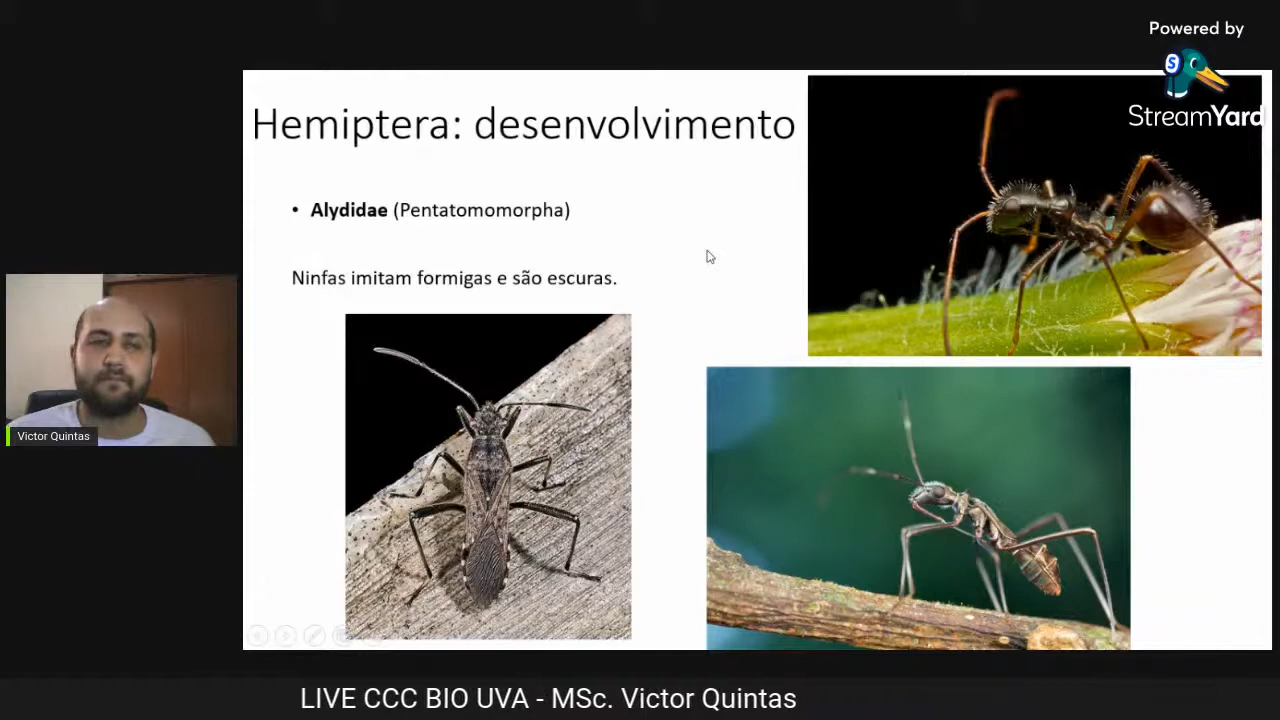 Powered by
S
StreamYard
Hemiptera: desenvolvimento
• Alydidae (Pentatomomorpha)
Ninfas imitam formigas e são escuras.
Victor Quintas
LIVE CCC BIO UVA - MSc. Victor Quintas